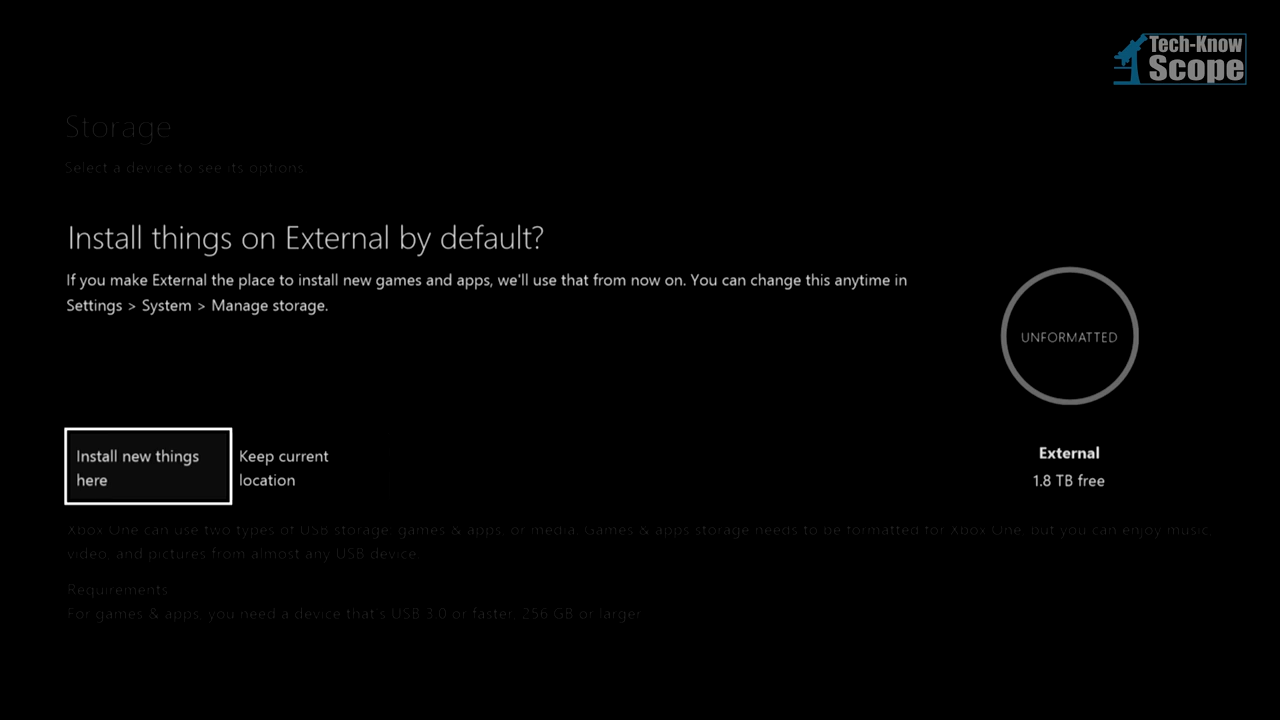 Tech-Know
Scope
Storage
Select a device to see its options
Install things on External by default?
If you make External the place to install new games and apps, we'll use that from now on. You can change this anytime in
Settings > System > Manage storage.
UNFORMATTED
Install new things
here
Keep current
location
External
1.8 TB free
Xbox One can use two types of USB storage: games & apps, or media. Games & apps storage needs to be formatted for Xbox One, but you can enjoy music,
video, and pictures from almost any USB device
Requirements
For games & apps, you need a device that's USB 3.0 or faster, 256 GB or larger